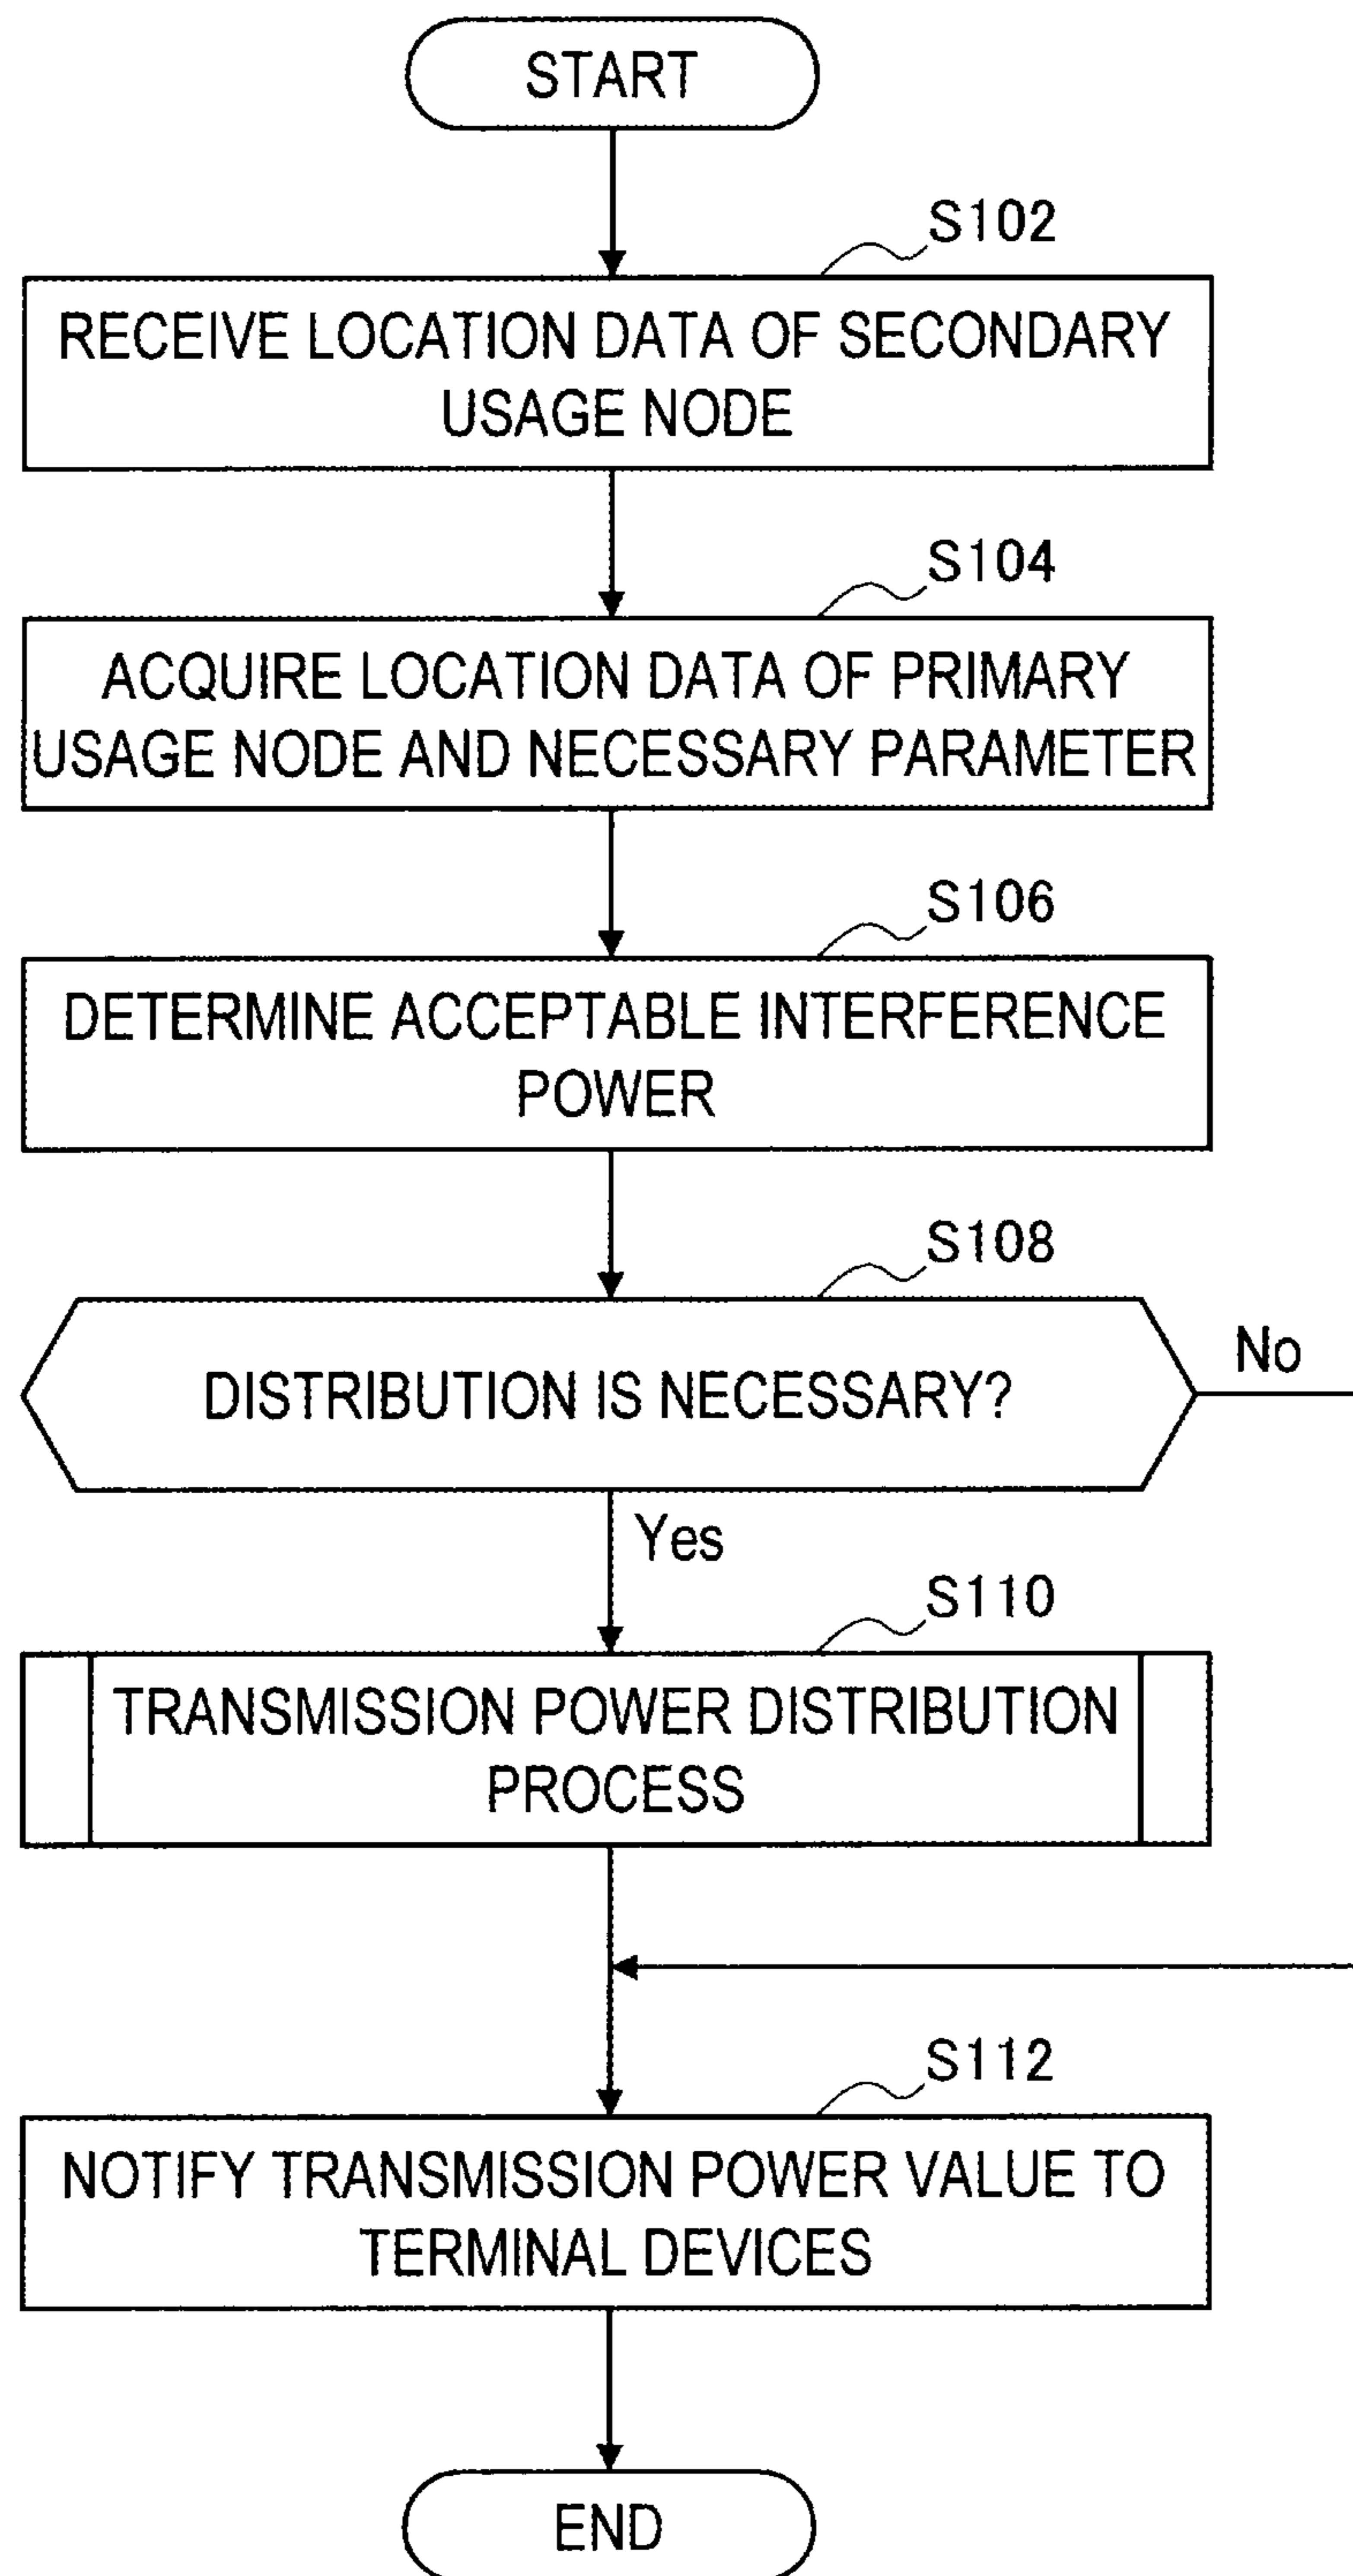 START
S102
RECEIVE LOCATION DATA OF SECONDARY
USAGE NODE
S104
ACQUIRE LOCATION DATA OF PRIMARY
USAGE NODE AND NECESSARY PARAMETER
S106
DETERMINE ACCEPTABLE INTERFERENCE
POWER
S108
DISTRIBUTION IS NECESSARY?
No
Yes
S110
TRANSMISSION POWER DISTRIBUTION
PROCESS
S112
NOTIFY TRANSMISSION POWER VALUE TO
TERMINAL DEVICES
END